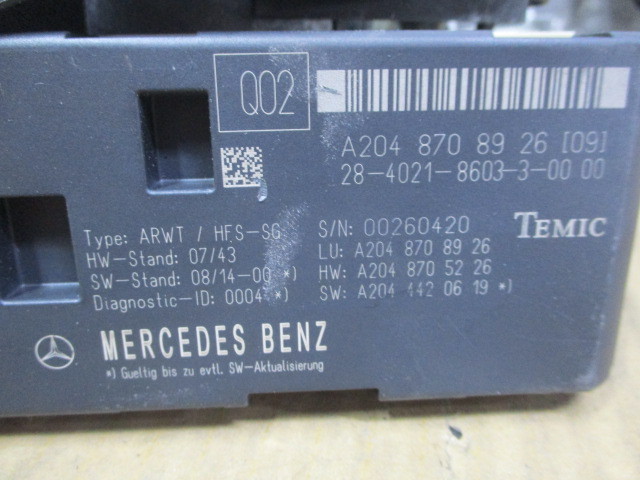 Q02
A204 870 89 26 [09]
28-4021-8603-3-00 00
Type: ARWT / HFS-SG
HW-Stand: 07/43
SW-Stand: 08/14-00 *)
Diagnostic-ID: 0004 *)
S/N: 00260420
LU: A204 870 89 26
HW: A204 870 52 26
SW: A204 442 06 19 *)
TEMIC
MERCEDES BENZ
*) Gueltig bis zu evtl. SW-Aktualisierung